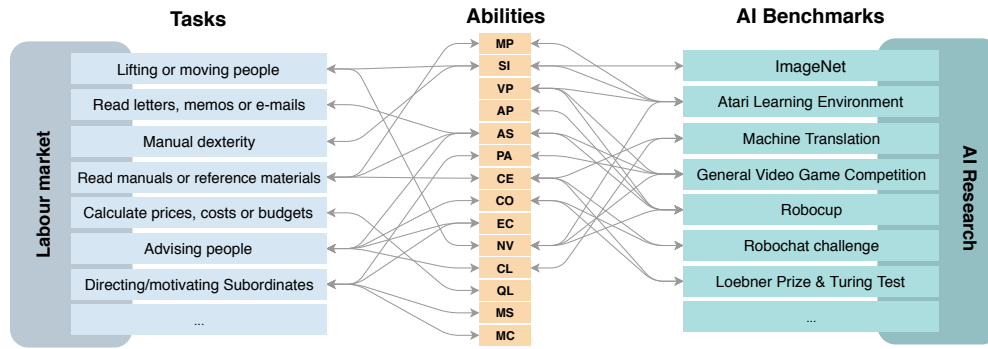 Tasks
Abilities
AI Benchmarks
Labour market
Lifting or moving people
Read letters, memos or e-mails
Manual dexterity
Read manuals or reference materials
Calculate prices, costs or budgets
Advising people
Directing/motivating Subordinates
...
MP
SI
VP
AP
AS
PA
CE
CO
EC
NV
CL
QL
MS
MC
ImageNet
Atari Learning Environment
Machine Translation
General Video Game Competition
Robocup
Robochat challenge
Loebner Prize & Turing Test
...
AI Research